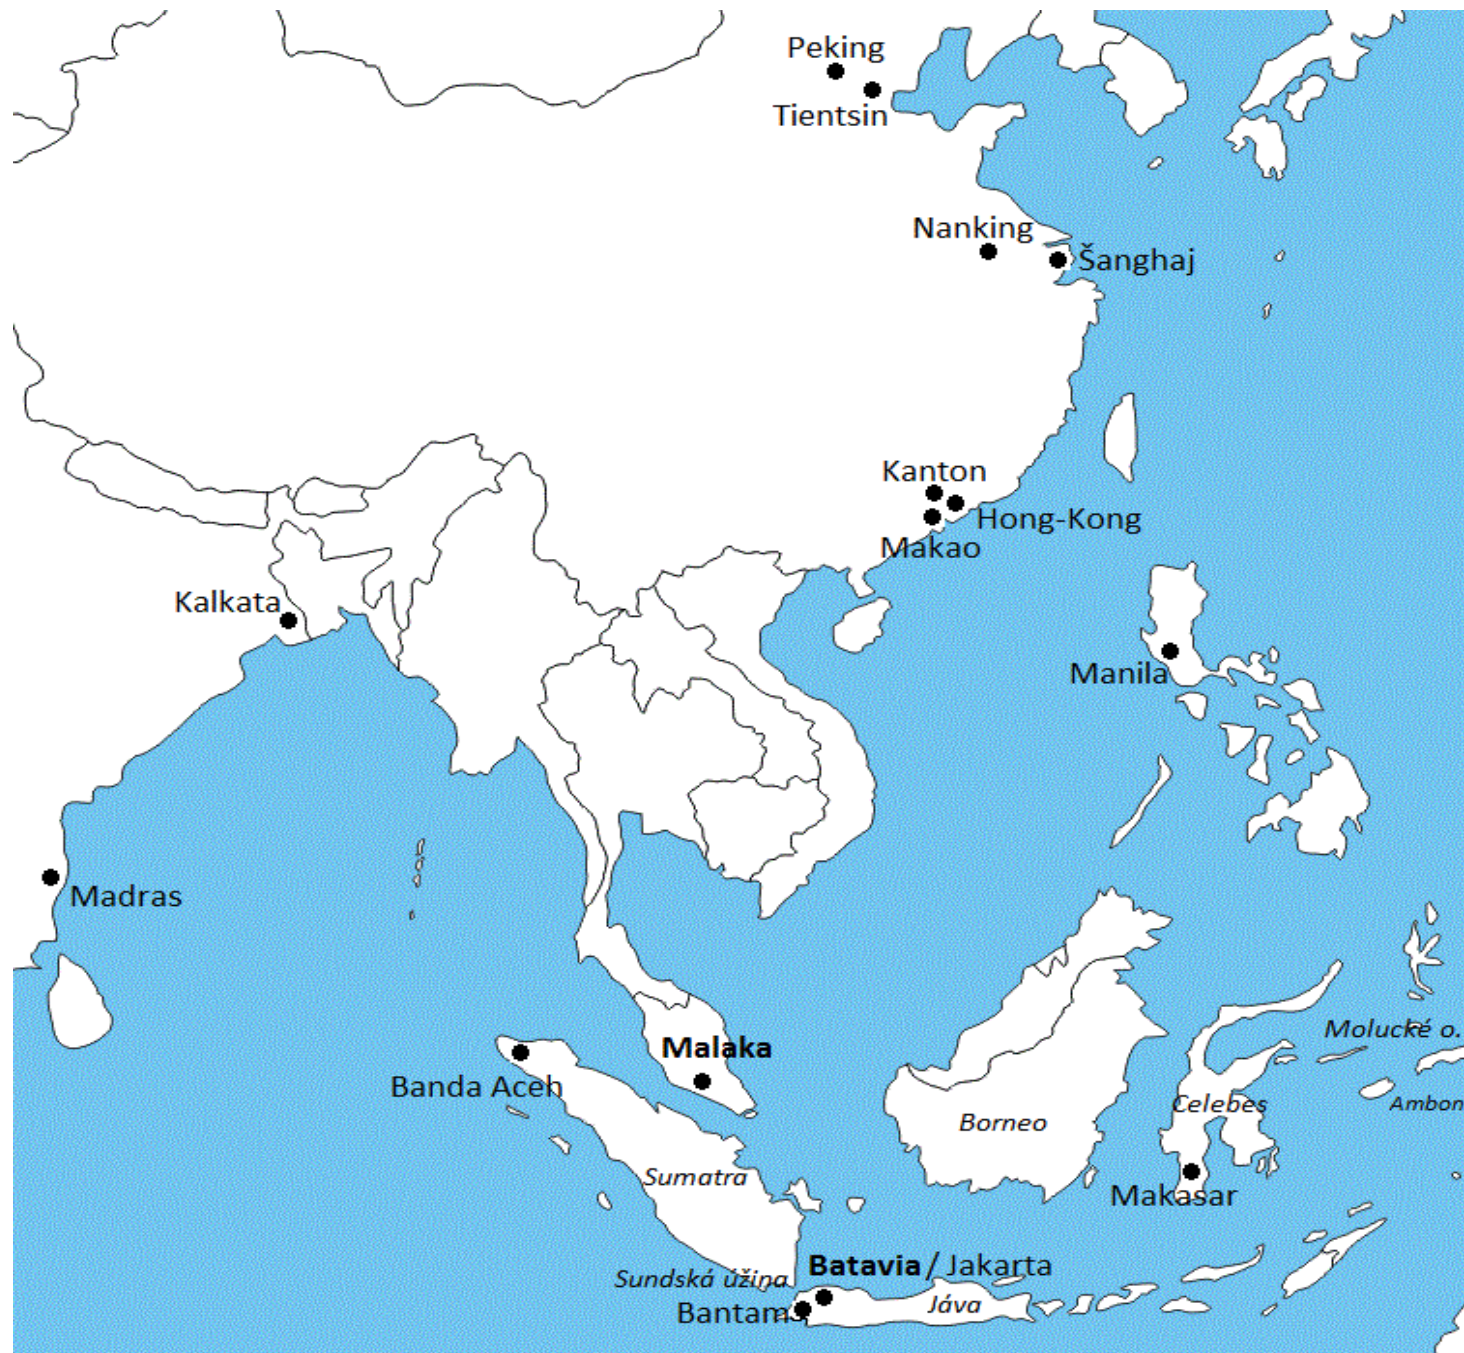 Peking
Tientsin
Nanking
Šanghaj
Kanton
Hong-Kong
Makao
Kalkata
Manila
Madras
Molucké o.
Malaka
Banda Aceh
Celebes
Ambon
Borneo
Sumatra
Makasar
Batavia / Jakarta
Sundská úžina
Jáva
Bantam